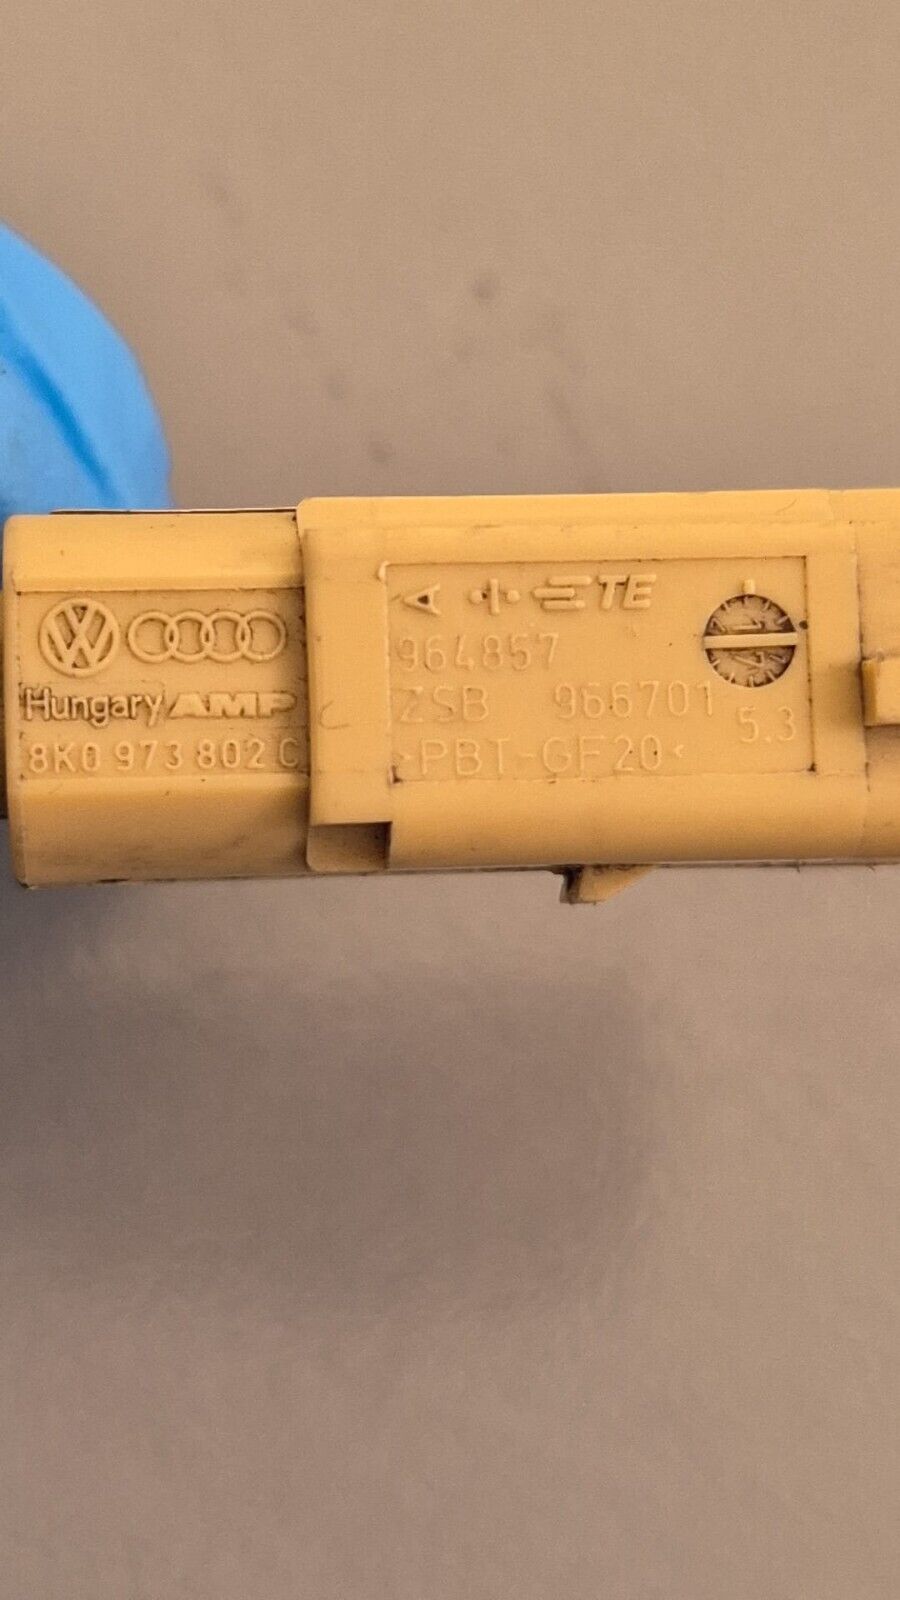 Hungary AMP
8K0 973 802 C
TE
964857
ZSB 966701
5.3
>PBT-GF20<